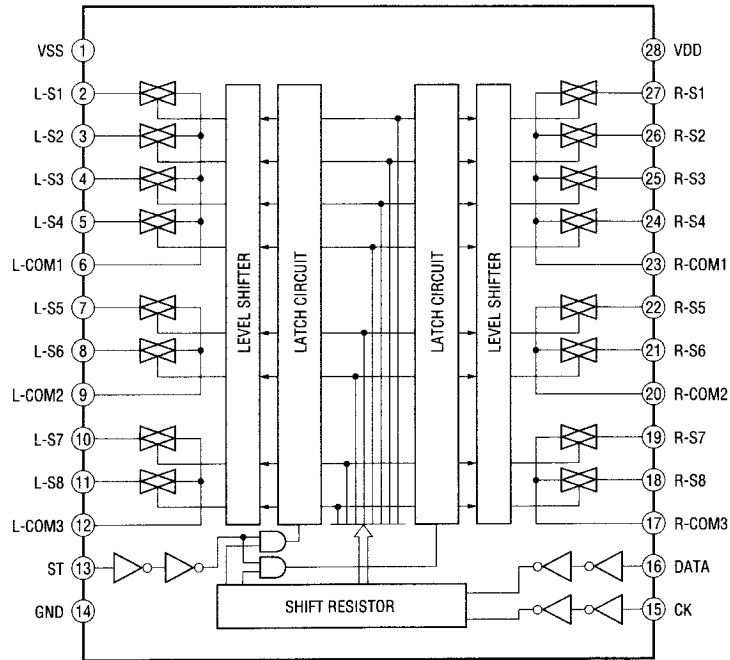 VSS 1
28 VDD
L-S1 2
27 R-S1
L-S2 3
26 R-S2
L-S3 4
25 R-S3
L-S4 5
24 R-S4
L-COM1 6
23 R-COM1
L-S5 7
22 R-S5
L-S6 8
21 R-S6
L-COM2 9
20 R-COM2
L-S7 10
19 R-S7
L-S8 11
18 R-S8
L-COM3 12
17 R-COM3
ST 13
16 DATA
GND 14
15 CK
LEVEL SHIFTER
LATCH CIRCUIT
LATCH CIRCUIT
LEVEL SHIFTER
SHIFT RESISTOR